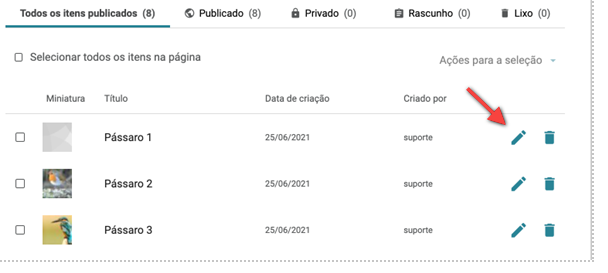 Todos os itens publicados (8) Publicado (8) Privado (0) Rascunho (0) Lixo (0)
Selecionar todos os itens na página Ações para a seleção
Miniatura Título Data de criação Criado por
Pássaro 1 25/06/2021 suporte
Pássaro 2 25/06/2021 suporte
Pássaro 3 25/06/2021 suporte